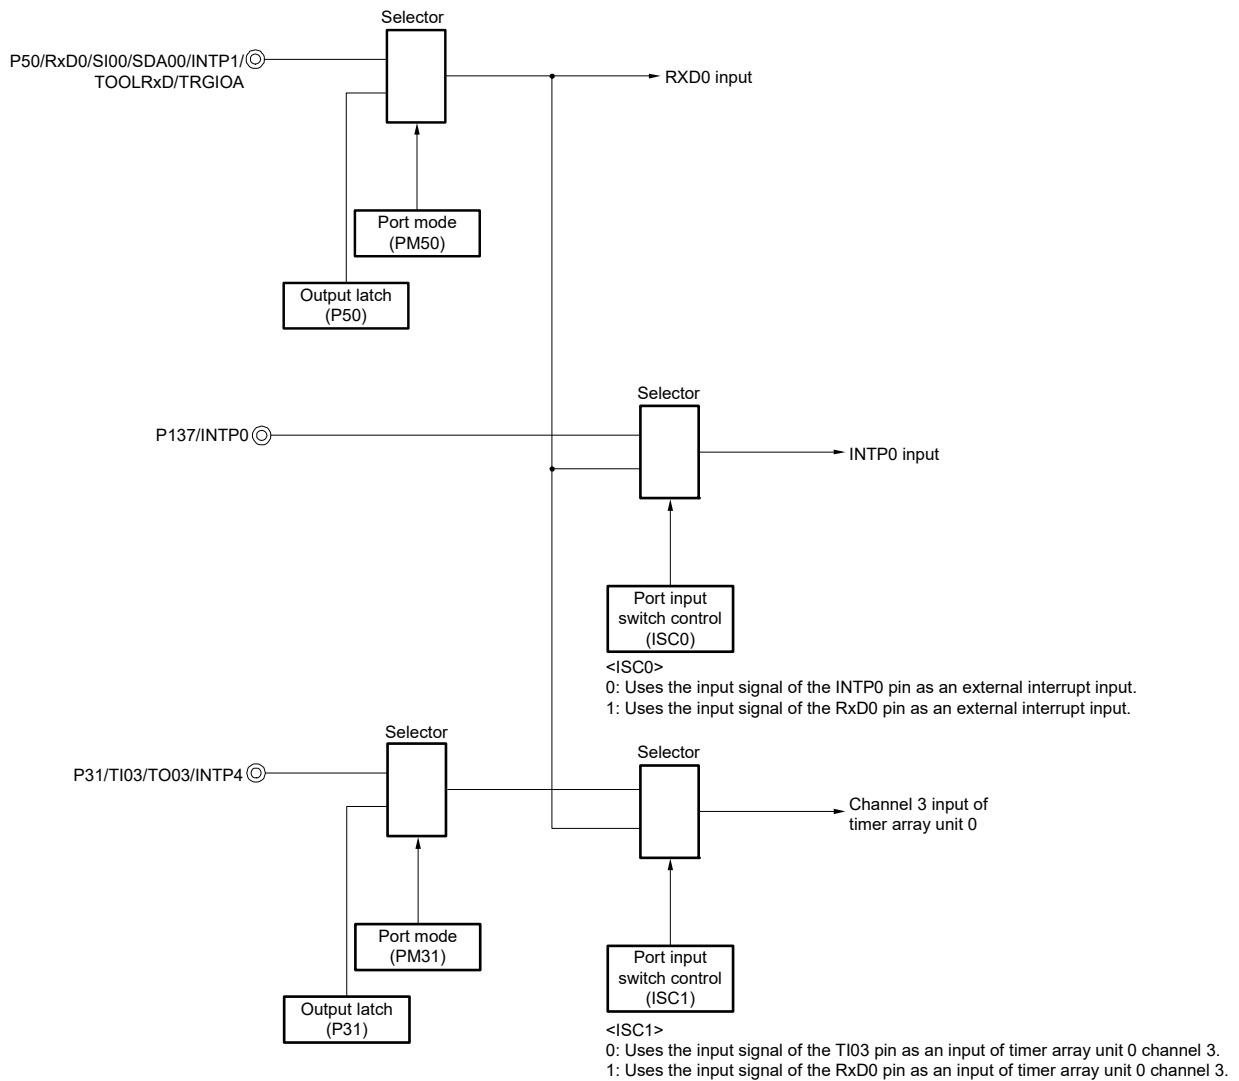 Selector
P50/RxD0/SI00/SDA00/INTP1/
TOOLRxD/TRGIOA
RXD0 input
Port mode
(PM50)
Output latch
(P50)
Selector
P137/INTP0
INTP0 input
Port input
switch control
(ISC0)
<ISC0>
0: Uses the input signal of the INTP0 pin as an external interrupt input.
1: Uses the input signal of the RxD0 pin as an external interrupt input.
Selector
Selector
P31/TI03/TO03/INTP4
Channel 3 input of
timer array unit 0
Port mode
(PM31)
Port input
switch control
(ISC1)
Output latch
(P31)
<ISC1>
0: Uses the input signal of the TI03 pin as an input of timer array unit 0 channel 3.
1: Uses the input signal of the RxD0 pin as an input of timer array unit 0 channel 3.